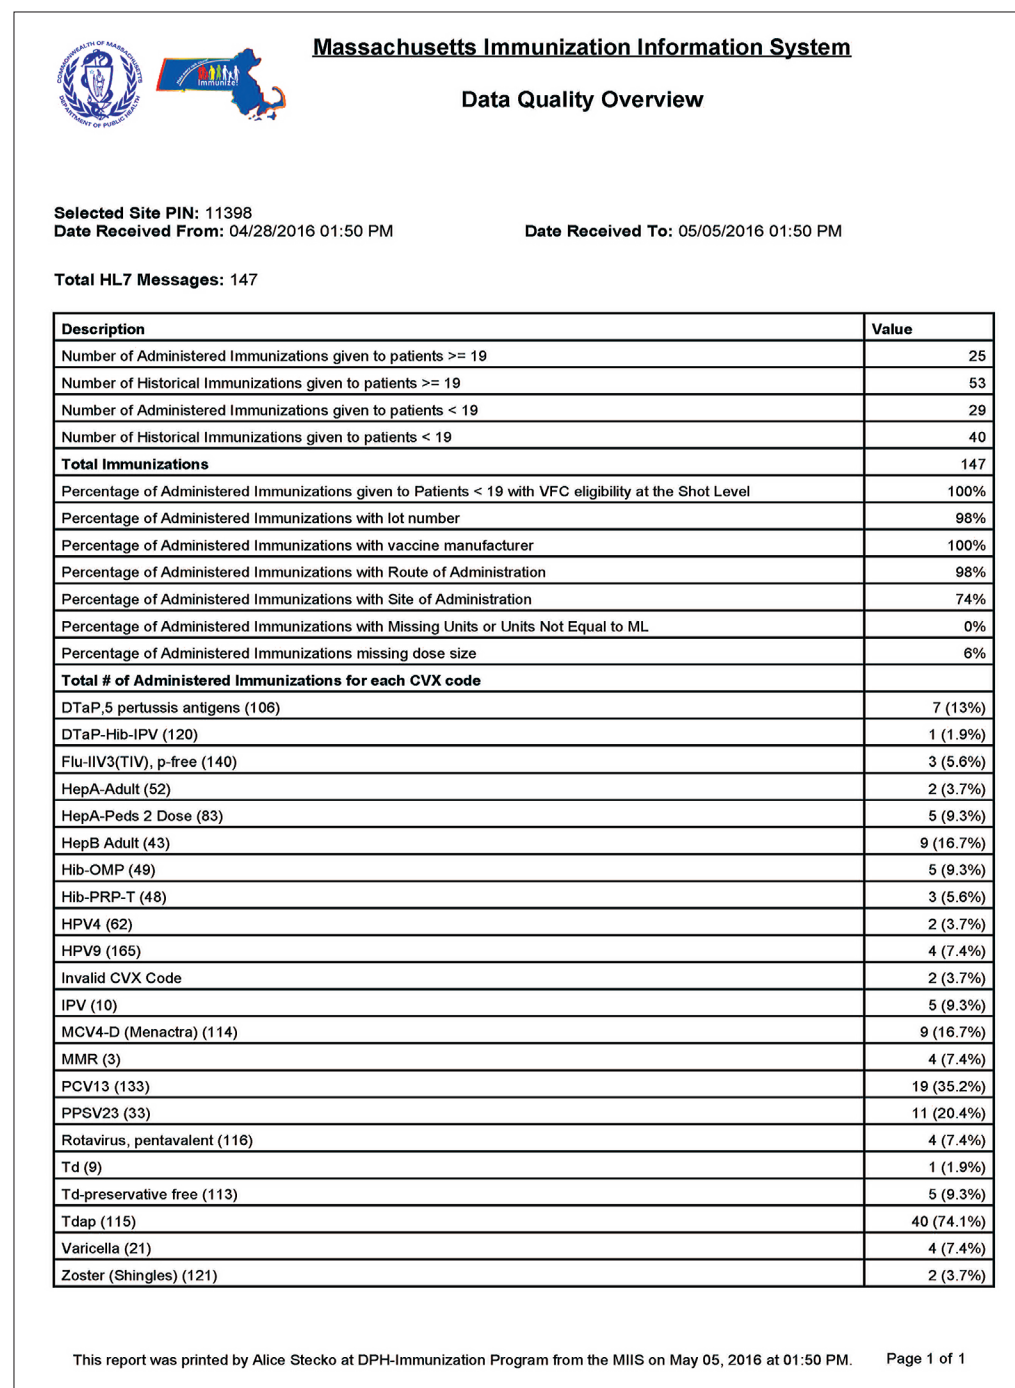 Massachusetts Immunization Information System
Data Quality Overview
COMMONWEALTH OF MASSACHUSETTS
DEPARTMENT OF PUBLIC HEALTH
Immunize!
Selected Site PIN: 11398
Date Received From: 04/28/2016 01:50 PM Date Received To: 05/05/2016 01:50 PM
Total HL7 Messages: 147
Description Value
Number of Administered Immunizations given to patients >= 19 25
Number of Historical Immunizations given to patients >= 19 53
Number of Administered Immunizations given to patients < 19 29
Number of Historical Immunizations given to patients < 19 40
Total Immunizations 147
Percentage of Administered Immunizations given to Patients < 19 with VFC eligibility at the Shot Level 100%
Percentage of Administered Immunizations with lot number 98%
Percentage of Administered Immunizations with vaccine manufacturer 100%
Percentage of Administered Immunizations with Route of Administration 98%
Percentage of Administered Immunizations with Site of Administration 74%
Percentage of Administered Immunizations with Missing Units or Units Not Equal to ML 0%
Percentage of Administered Immunizations missing dose size 6%
Total # of Administered Immunizations for each CVX code
DTaP,5 pertussis antigens (106) 7 (13%)
DTaP-Hib-IPV (120) 1 (1.9%)
Flu-IIV3(TIV), p-free (140) 3 (5.6%)
HepA-Adult (52) 2 (3.7%)
HepA-Peds 2 Dose (83) 5 (9.3%)
HepB Adult (43) 9 (16.7%)
Hib-OMP (49) 5 (9.3%)
Hib-PRP-T (48) 3 (5.6%)
HPV4 (62) 2 (3.7%)
HPV9 (165) 4 (7.4%)
Invalid CVX Code 2 (3.7%)
IPV (10) 5 (9.3%)
MCV4-D (Menactra) (114) 9 (16.7%)
MMR (3) 4 (7.4%)
PCV13 (133) 19 (35.2%)
PPSV23 (33) 11 (20.4%)
Rotavirus, pentavalent (116) 4 (7.4%)
Td (9) 1 (1.9%)
Td-preservative free (113) 5 (9.3%)
Tdap (115) 40 (74.1%)
Varicella (21) 4 (7.4%)
Zoster (Shingles) (121) 2 (3.7%)
This report was printed by Alice Stecko at DPH-Immunization Program from the MIIS on May 05, 2016 at 01:50 PM. Page 1 of 1